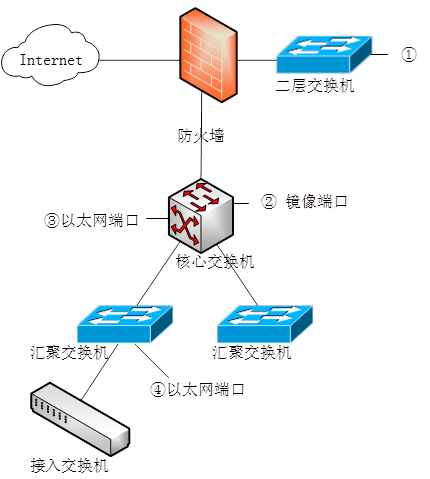 Internet
①
二层交换机
防火墙
② 镜像端口
③以太网端口
核心交换机
汇聚交换机
汇聚交换机
④以太网端口
接入交换机